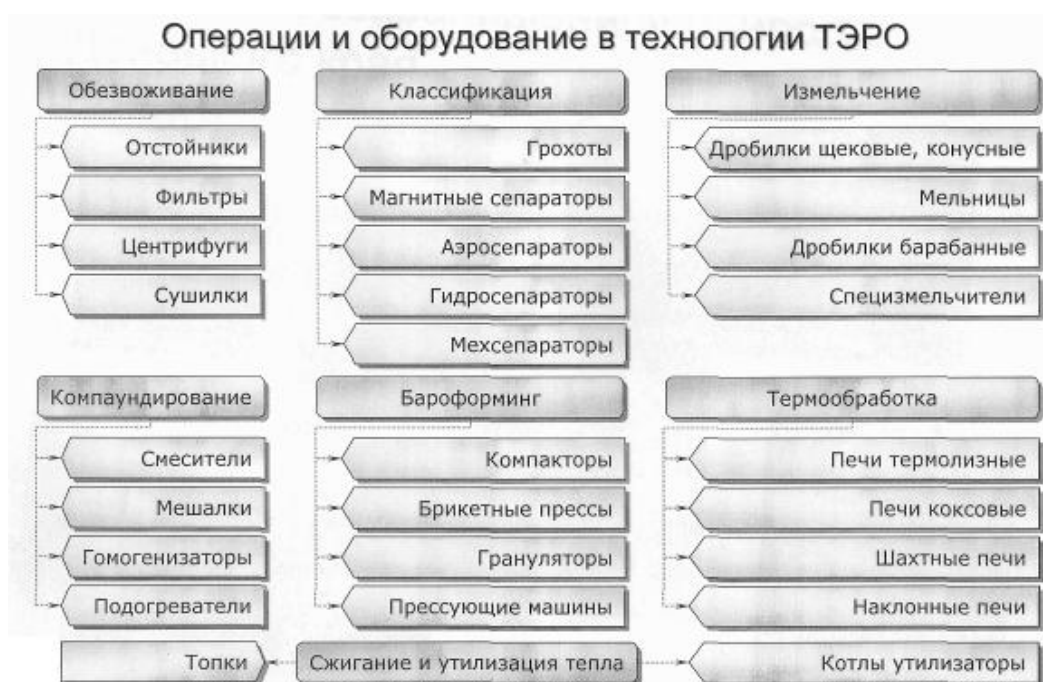 Операции и оборудование в технологии ТЭРО
Обезвоживание
Отстойники
Фильтры
Центрифуги
Сушилки
Классификация
Грохоты
Магнитные сепараторы
Аэросепараторы
Гидросепараторы
Мехсепараторы
Измельчение
Дробилки щековые, конусные
Мельницы
Дробилки барабанные
Специзмельчители
Компаундирование
Смесители
Мешалки
Гомогенизаторы
Подогреватели
Бароформинг
Компакторы
Брикетные прессы
Грануляторы
Прессующие машины
Термообработка
Печи термолизные
Печи коксовые
Шахтные печи
Наклонные печи
Топки
Сжигание и утилизация тепла
Котлы утилизаторы